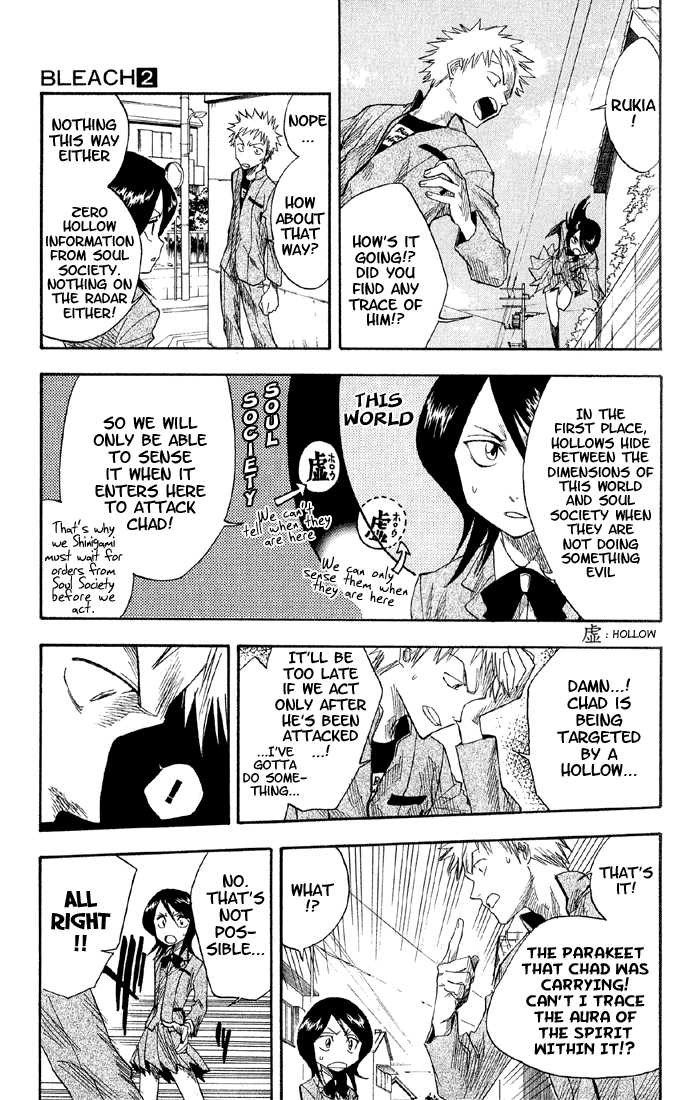 BLEACH 2
RUKIA
!
HOW'S IT
GOING!?
DID YOU
FIND ANY
TRACE OF
HIM!?
NOPE...
HOW
ABOUT
THAT
WAY?
NOTHING
THIS WAY
EITHER
ZERO
HOLLOW
INFORMATION
FROM SOUL
SOCIETY.
NOTHING ON
THE RADAR
EITHER!
IN THE
FIRST PLACE,
HOLLOWS HIDE
BETWEEN THE
DIMENSIONS OF
THIS WORLD
AND SOUL
SOCIETY WHEN
THEY ARE
NOT DOING
SOMETHING
EVIL
THIS
WORLD
SOUL
SOCIETY
虚
ホロウ
虚
ホロウ
We can't
tell when they
are here
We can only
sense them when
they are here
SO WE WILL
ONLY BE ABLE
TO SENSE
IT WHEN IT
ENTERS HERE
TO ATTACK
CHAD!
That's why
we Shinigami
must wait for
orders from
Soul Society
before we
act.
虚 : HOLLOW
DAMN...!
CHAD IS
BEING
TARGETED
BY A
HOLLOW...
IT'LL BE
TOO LATE
IF WE ACT
ONLY AFTER
HE'S BEEN
ATTACKED
...!
...I'VE
GOTTA
DO SOME-
THING...
!
THAT'S
IT!
THE PARAKEET
THAT CHAD WAS
CARRYING!
CAN'T I TRACE
THE AURA OF
THE SPIRIT
WITHIN IT!?
WHAT
!?
NO.
THAT'S
NOT
POS-
SIBLE...
ALL
RIGHT
!!